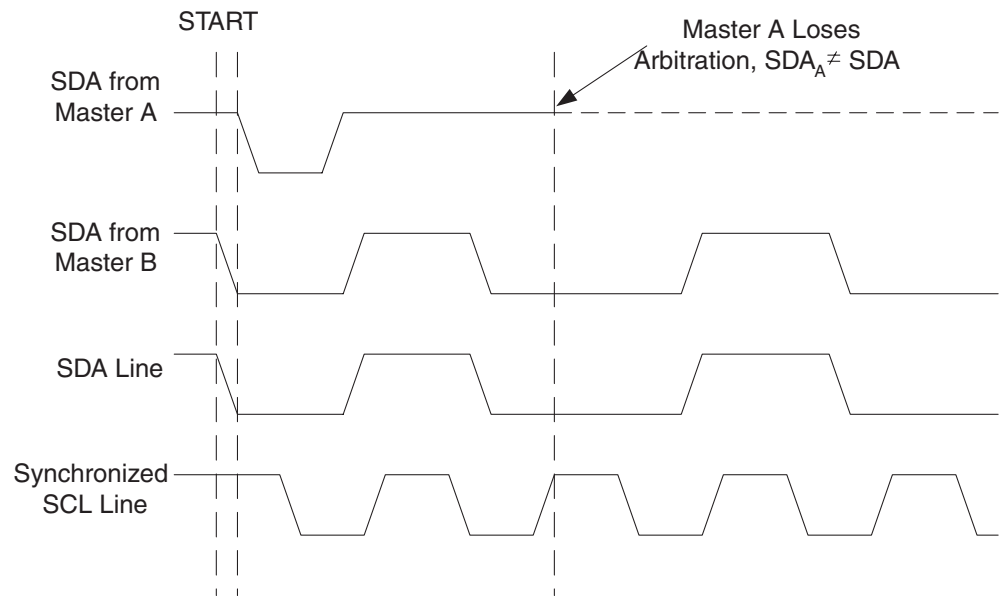 START
Master A Loses
Arbitration, SDA_A ≠ SDA
SDA from
Master A
SDA from
Master B
SDA Line
Synchronized
SCL Line